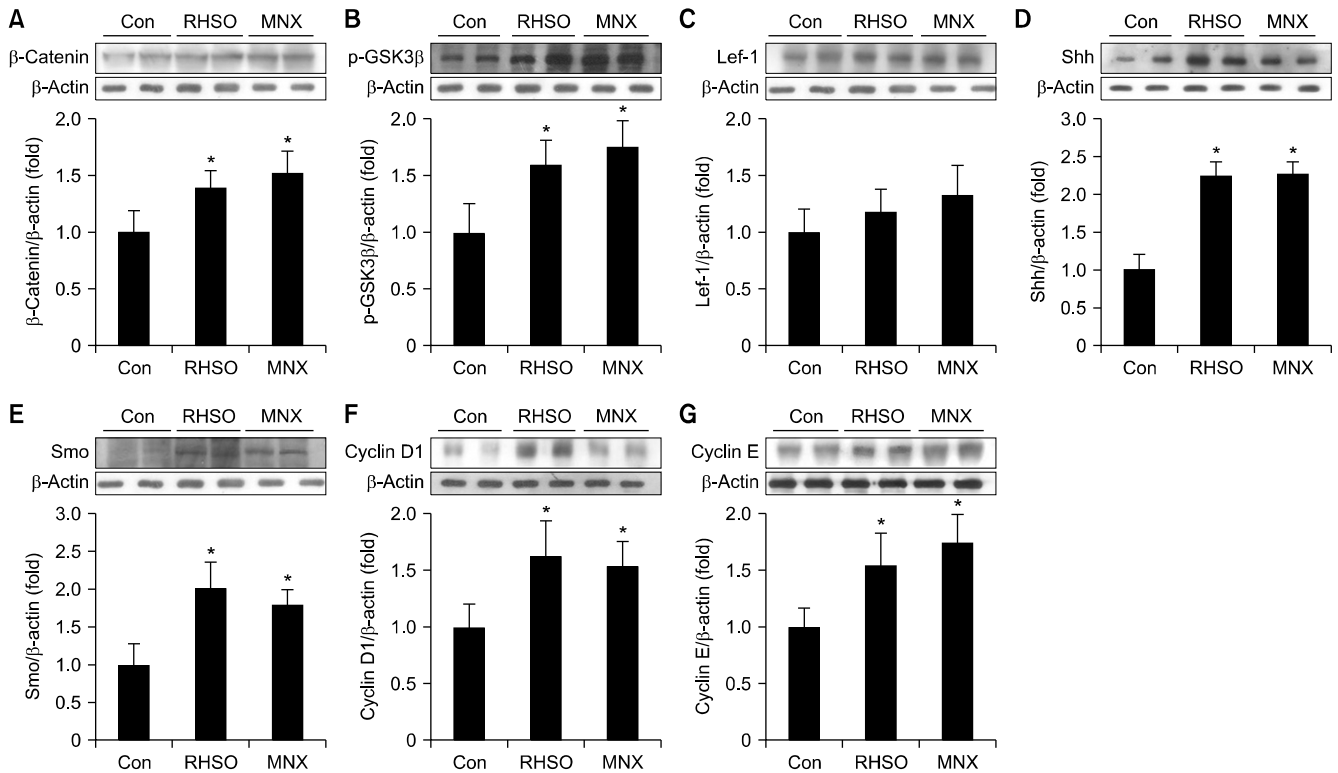 A
Con RHSO MNX
β-Catenin
β-Actin
β-Catenin/β-actin (fold)
2.0
1.5
1.0
0.5
0
*
*
Con RHSO MNX
B
Con RHSO MNX
p-GSK3β
β-Actin
p-GSK3β/β-actin (fold)
2.0
1.5
1.0
0.5
0
*
*
Con RHSO MNX
C
Con RHSO MNX
Lef-1
β-Actin
Lef-1/β-actin (fold)
2.0
1.5
1.0
0.5
0
Con RHSO MNX
D
Con RHSO MNX
Shh
β-Actin
Shh/β-actin (fold)
3.0
2.5
2.0
1.5
1.0
0.5
0
*
*
Con RHSO MNX
E
Con RHSO MNX
Smo
β-Actin
Smo/β-actin (fold)
3.0
2.5
2.0
1.5
1.0
0.5
0
*
*
Con RHSO MNX
F
Con RHSO MNX
Cyclin D1
β-Actin
Cyclin D1/β-actin (fold)
2.0
1.5
1.0
0.5
0
*
*
Con RHSO MNX
G
Con RHSO MNX
Cyclin E
β-Actin
Cyclin E/β-actin (fold)
2.0
1.5
1.0
0.5
0
*
*
Con RHSO MNX